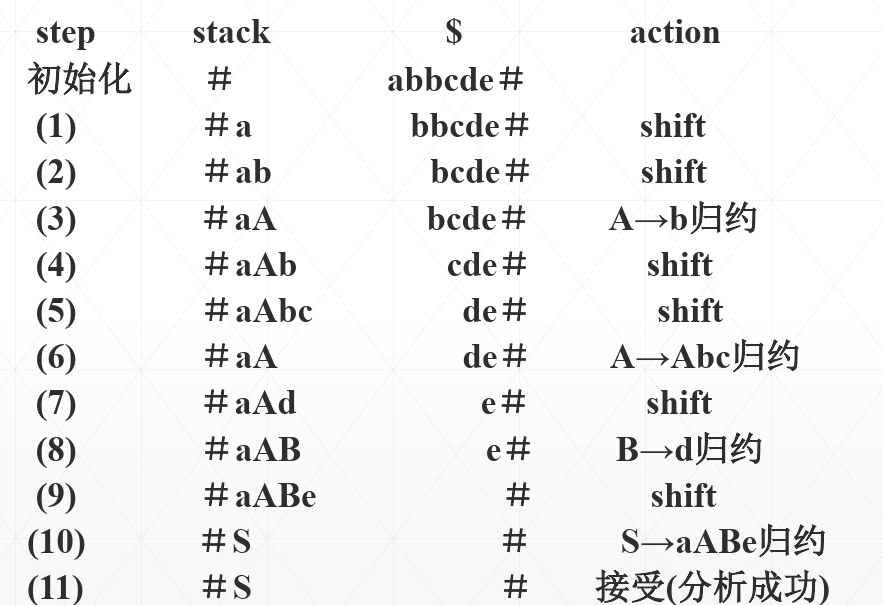 step stack $ action
初始化 # abbcde#
(1) #a bbcde# shift
(2) #ab bcde# shift
(3) #aA bcde# A→b归约
(4) #aAb cde# shift
(5) #aAbc de# shift
(6) #aA de# A→Abc归约
(7) #aAd e# shift
(8) #aAB e# B→d归约
(9) #aABe # shift
(10) #S # S→aABe归约
(11) #S # 接受(分析成功)